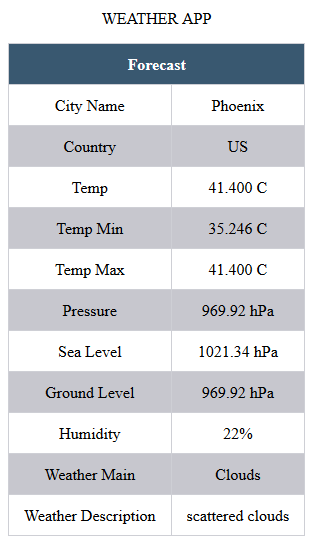 WEATHER APP
Forecast
City Name Phoenix
Country US
Temp 41.400 C
Temp Min 35.246 C
Temp Max 41.400 C
Pressure 969.92 hPa
Sea Level 1021.34 hPa
Ground Level 969.92 hPa
Humidity 22%
Weather Main Clouds
Weather Description scattered clouds